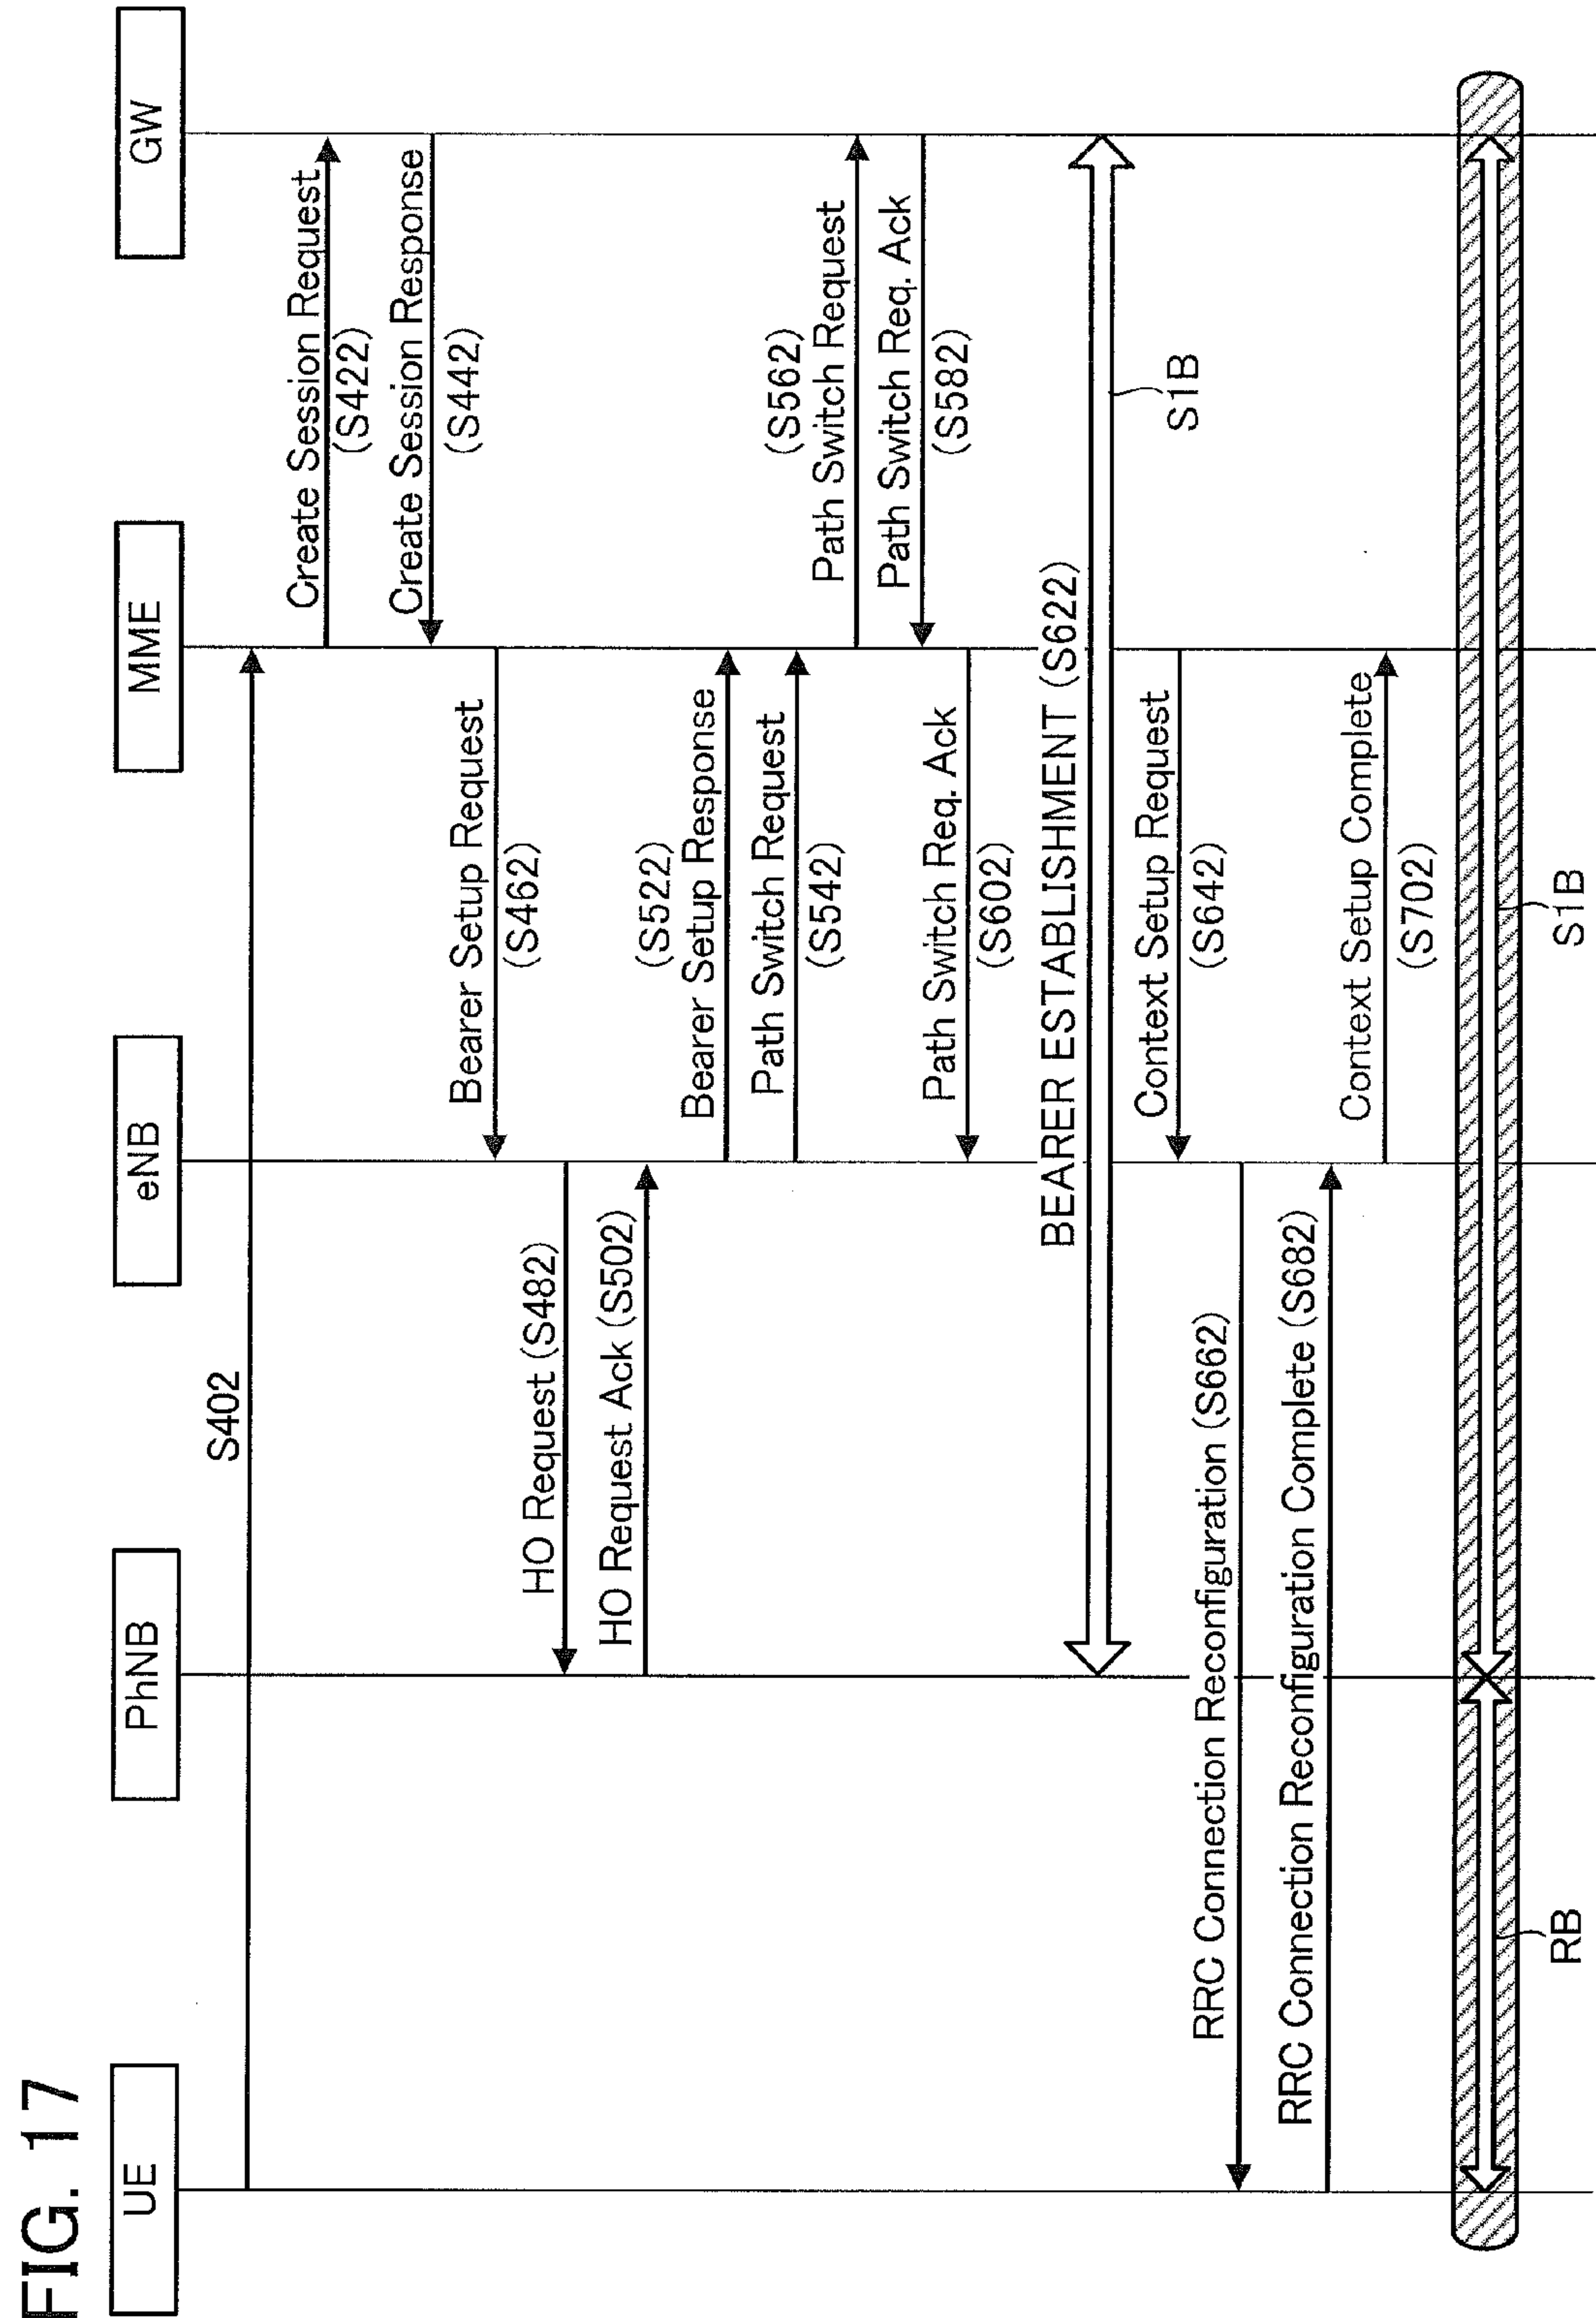 FIG. 17
UE
PhNB
eNB
MME
GW
S402
Create Session Request
(S422)
Create Session Response
(S442)
Bearer Setup Request
(S462)
HO Request (S482)
HO Request Ack (S502)
(S522)
Bearer Setup Response
Path Switch Request
(S542)
(S562)
Path Switch Request
Path Switch Req. Ack
(S582)
Path Switch Req. Ack
(S602)
BEARER ESTABLISHMENT (S622)
S1B
Context Setup Request
(S642)
RRC Connection Reconfiguration (S662)
RRC Connection Reconfiguration Complete (S682)
Context Setup Complete
(S702)
RB
S1B